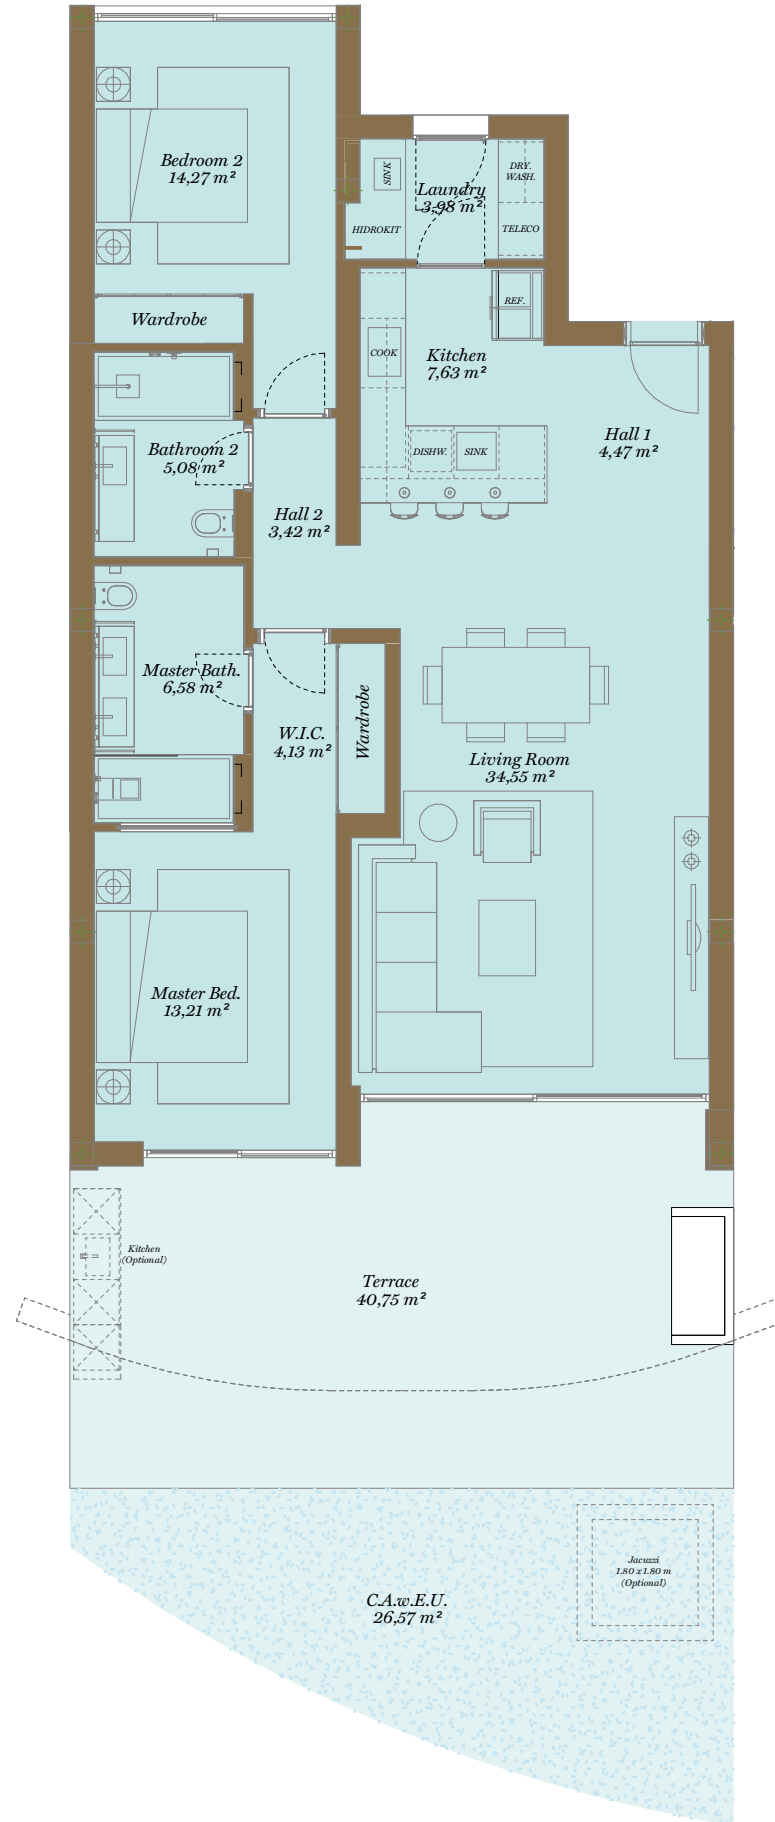 Bedroom 2
14,27 m²
SINK
DRY.
WASH.
Laundry
3,98 m²
HIDROKIT
TELECO
REF.
Wardrobe
COOK
Kitchen
7,63 m²
Hall 1
4,47 m²
Bathroom 2
5,08 m²
DISHW.
SINK
Hall 2
3,42 m²
Master Bath.
6,58 m²
Wardrobe
W.I.C.
4,13 m²
Living Room
34,55 m²
Master Bed.
13,21 m²
Kitchen
(Optional)
Terrace
40,75 m²
Jacuzzi
1.80 x 1.80 m
(Optional)
C.A.w.E.U.
26,57 m²